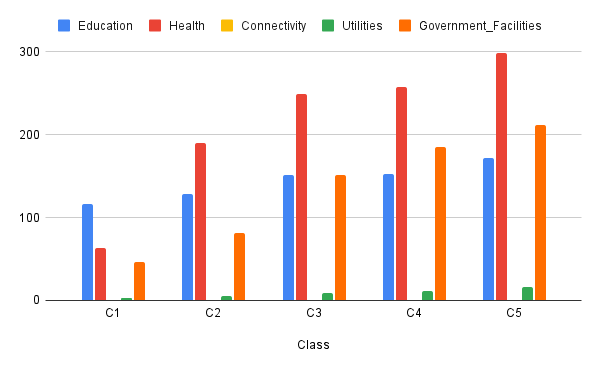 Education Health Connectivity Utilities Government_Facilities
300
200
100
0
C1 C2 C3 C4 C5
Class